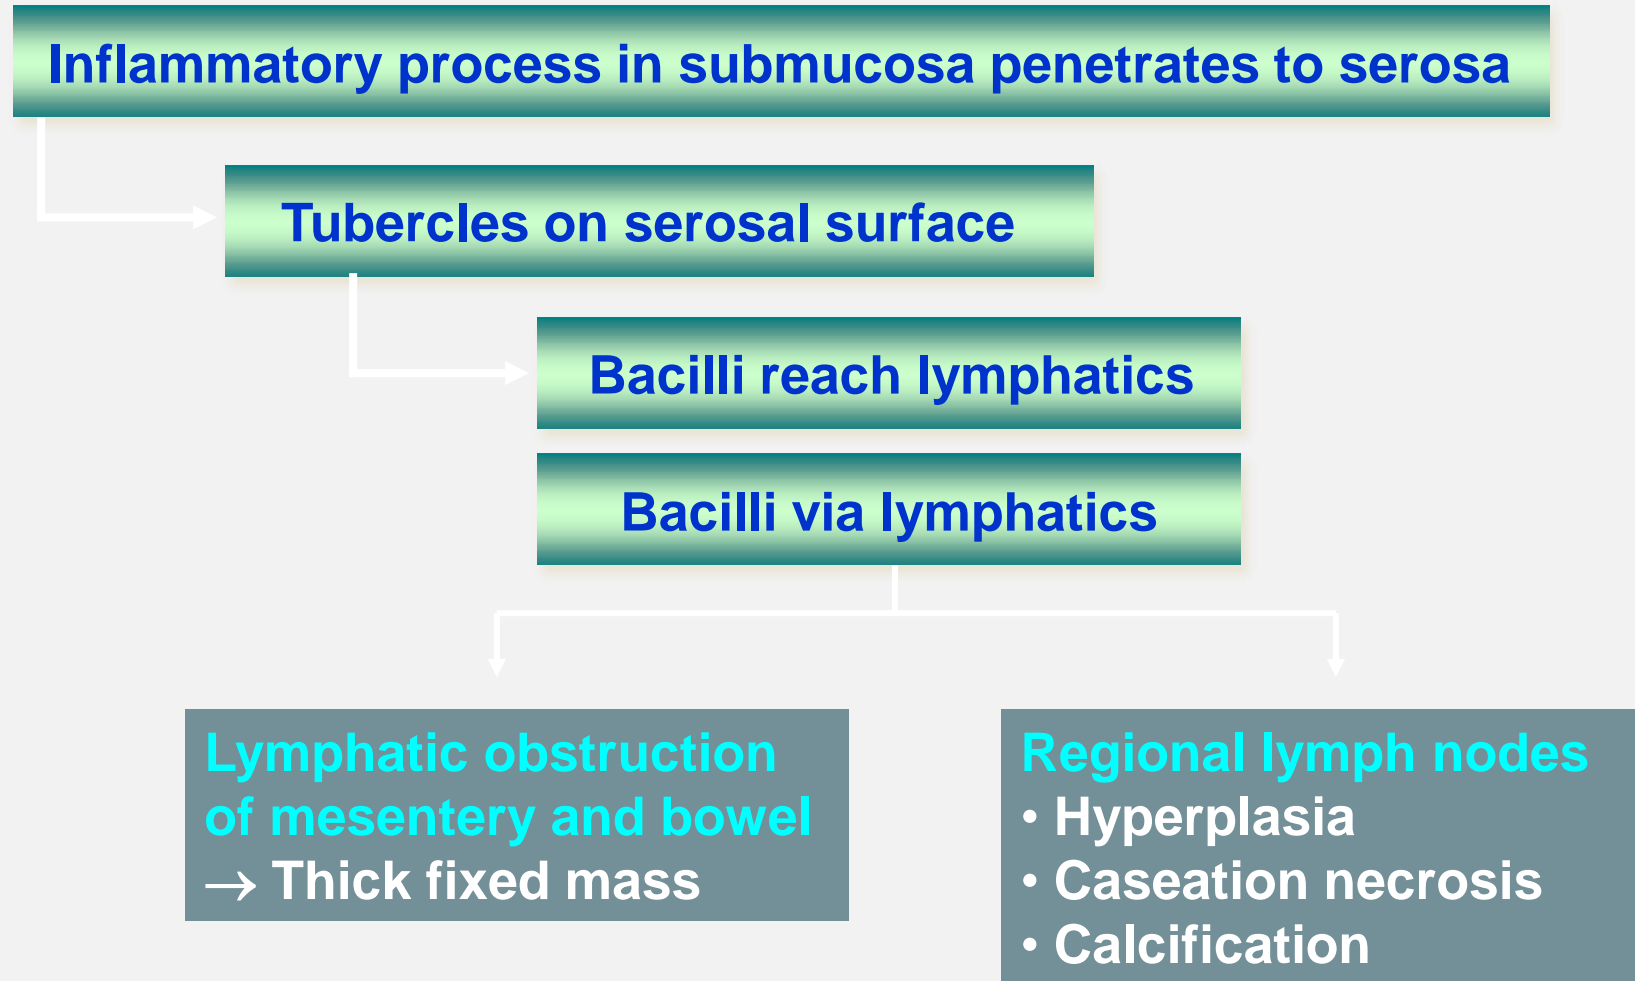 Inflammatory process in submucosa penetrates to serosa
Tubercles on serosal surface
Bacilli reach lymphatics
Bacilli via lymphatics
Lymphatic obstruction
of mesentery and bowel
→ Thick fixed mass
Regional lymph nodes
• Hyperplasia
• Caseation necrosis
• Calcification